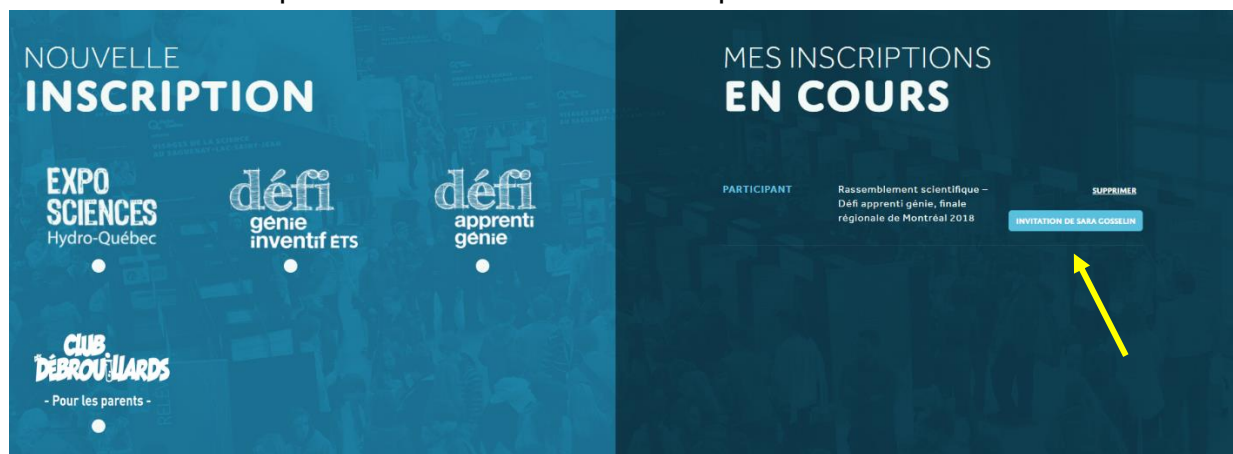 NOUVELLE
INSCRIPTION
EXPO
SCIENCES
Hydro-Québec
défi
génie
inventif ÉTS
défi
apprenti
génie
CLUB
DÉBROUILLARDS
- Pour les parents -
MES INSCRIPTIONS
EN COURS
PARTICIPANT
Rassemblement scientifique –
Défi apprenti génie, finale
régionale de Montréal 2018
SUPPRIMER
INVITATION DE SARA GOSSELIN